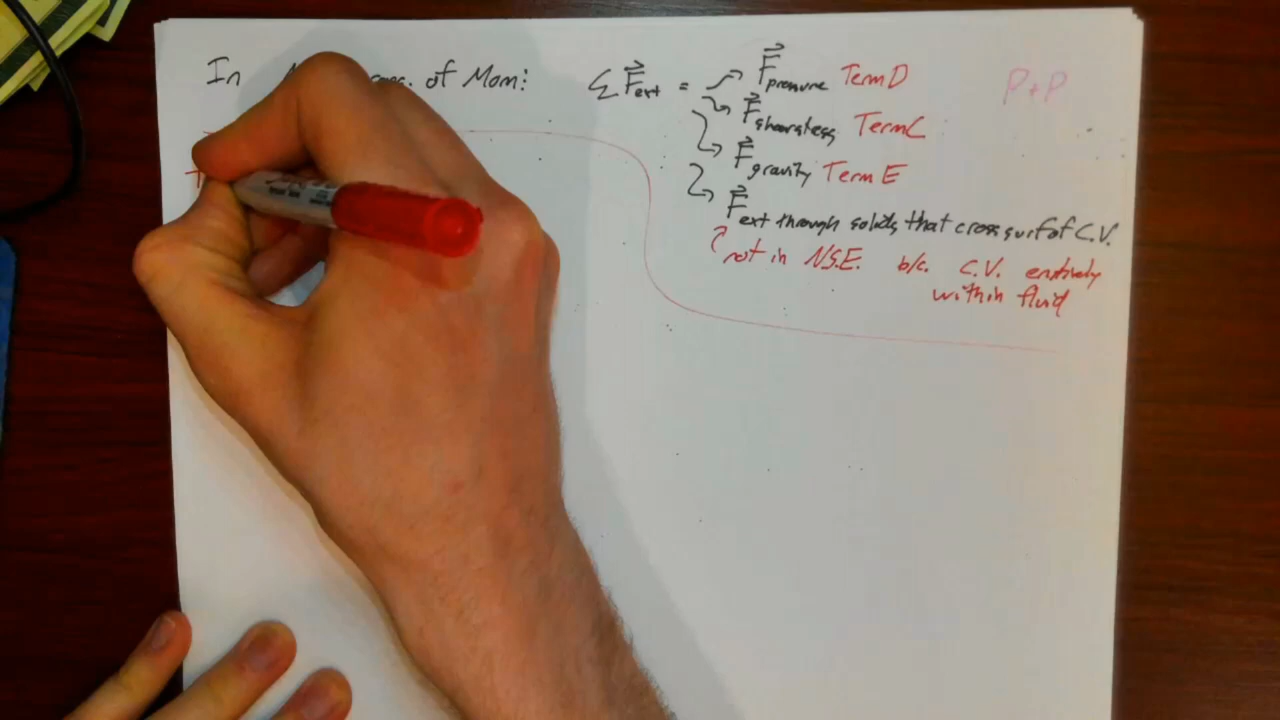 In of Mom:
Σ F⃗ext = F⃗pressure Term D
F⃗shearstress Term C
F⃗gravity Term E
F⃗ext through solids that cross surf of C.V.
not in N.S.E. b/c. C.V. entirely
within fluid
P+P